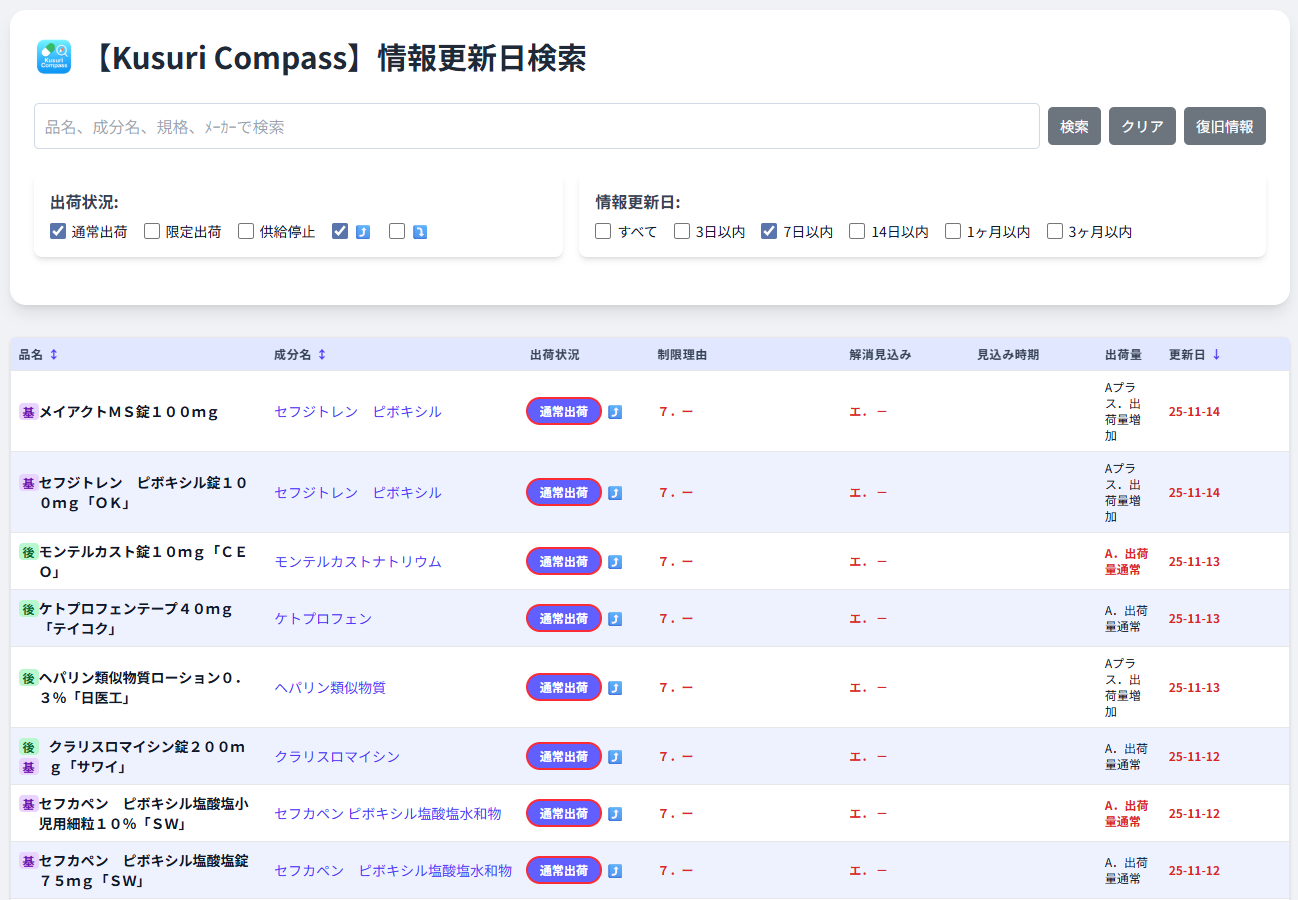 Kusuri
Compass
【Kusuri Compass】情報更新日検索
品名、成分名、規格、ﾒｰｶｰで検索
検索 クリア 復旧情報
出荷状況:
通常出荷 限定出荷 供給停止 ⤴ ⤵
情報更新日:
すべて 3日以内 7日以内 14日以内 1ヶ月以内 3ヶ月以内
品名 ↕ 成分名 ↕ 出荷状況 制限理由 解消見込み 見込み時期 出荷量 更新日 ↓
基 メイアクトＭＳ錠１００ｍｇ
セフジトレン　ピボキシル
通常出荷 ⤴
７．－
エ．－
Aプラ
ス．出
荷量増
加
25-11-14
基 セフジトレン　ピボキシル錠１０
０ｍｇ「ＯＫ」
セフジトレン　ピボキシル
通常出荷 ⤴
７．－
エ．－
Aプラ
ス．出
荷量増
加
25-11-14
後 モンテルカスト錠１０ｍｇ「ＣＥ
Ｏ」
モンテルカストナトリウム
通常出荷 ⤴
７．－
エ．－
A．出荷
量通常
25-11-13
後 ケトプロフェンテープ４０ｍｇ
「テイコク」
ケトプロフェン
通常出荷 ⤴
７．－
エ．－
A．出荷
量通常
25-11-13
後 ヘパリン類似物質ローション０．
３％「日医工」
ヘパリン類似物質
通常出荷 ⤴
７．－
エ．－
Aプラ
ス．出
荷量増
加
25-11-13
後 クラリスロマイシン錠２００ｍ
基 ｇ「サワイ」
クラリスロマイシン
通常出荷 ⤴
７．－
エ．－
A．出荷
量通常
25-11-12
基 セフカペン　ピボキシル塩酸塩小
児用細粒１０％「ＳＷ」
セフカペン ピボキシル塩酸塩水和物
通常出荷 ⤴
７．－
エ．－
A．出荷
量通常
25-11-12
基 セフカペン　ピボキシル塩酸塩錠
７５ｍｇ「ＳＷ」
セフカペン　ピボキシル塩酸塩水和物
通常出荷 ⤴
７．－
エ．－
A．出荷
量通常
25-11-12